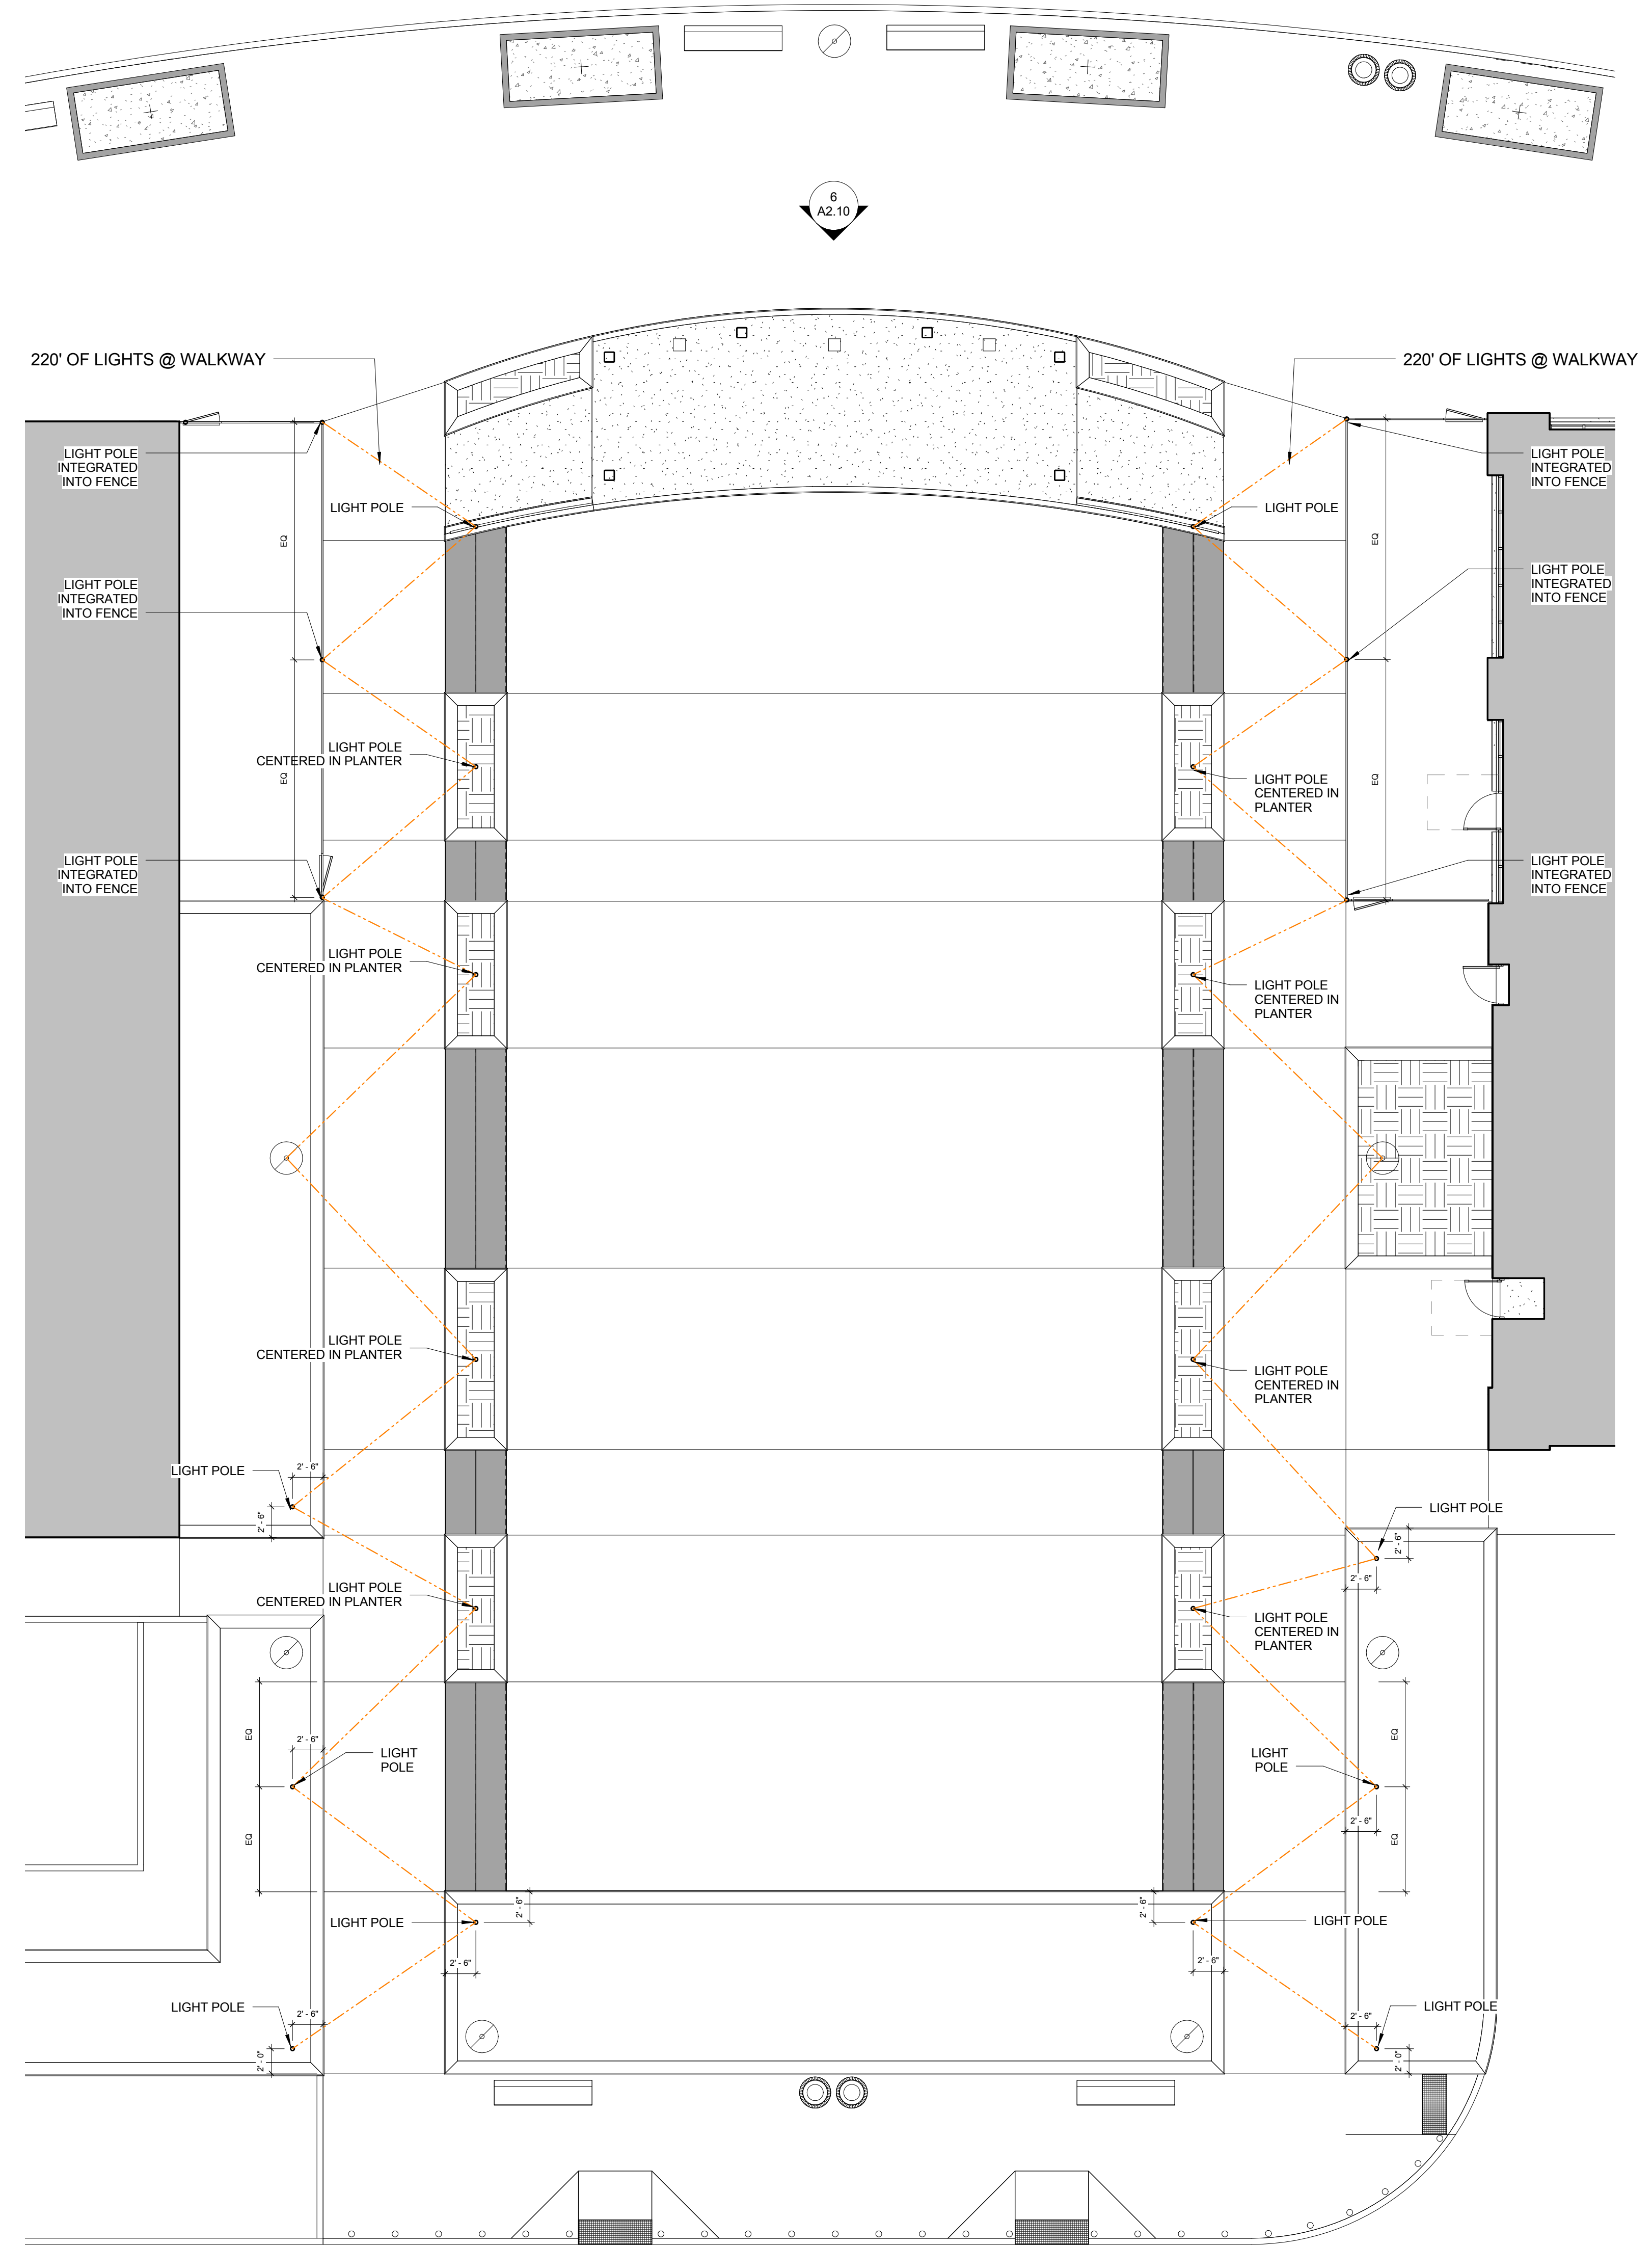 6
A2.10
220' OF LIGHTS @ WALKWAY
220' OF LIGHTS @ WALKWAY
LIGHT POLE
INTEGRATED
INTO FENCE
LIGHT POLE
INTEGRATED
INTO FENCE
LIGHT POLE
LIGHT POLE
EQ
EQ
LIGHT POLE
INTEGRATED
INTO FENCE
LIGHT POLE
INTEGRATED
INTO FENCE
LIGHT POLE
CENTERED IN PLANTER
EQ
LIGHT POLE
CENTERED IN
PLANTER
EQ
LIGHT POLE
INTEGRATED
INTO FENCE
LIGHT POLE
INTEGRATED
INTO FENCE
LIGHT POLE
CENTERED IN PLANTER
LIGHT POLE
CENTERED IN
PLANTER
LIGHT POLE
CENTERED IN PLANTER
LIGHT POLE
CENTERED IN
PLANTER
LIGHT POLE
2' - 6"
2' - 6"
LIGHT POLE
2' - 6"
2' - 6"
LIGHT POLE
CENTERED IN PLANTER
LIGHT POLE
CENTERED IN
PLANTER
EQ
2' - 6"
LIGHT
POLE
LIGHT
POLE
EQ
EQ
2' - 6"
EQ
LIGHT POLE
2' - 6"
2' - 6"
LIGHT POLE
2' - 6"
2' - 6"
LIGHT POLE
2' - 6"
2' - 0"
2' - 6"
LIGHT POLE
2' - 0"